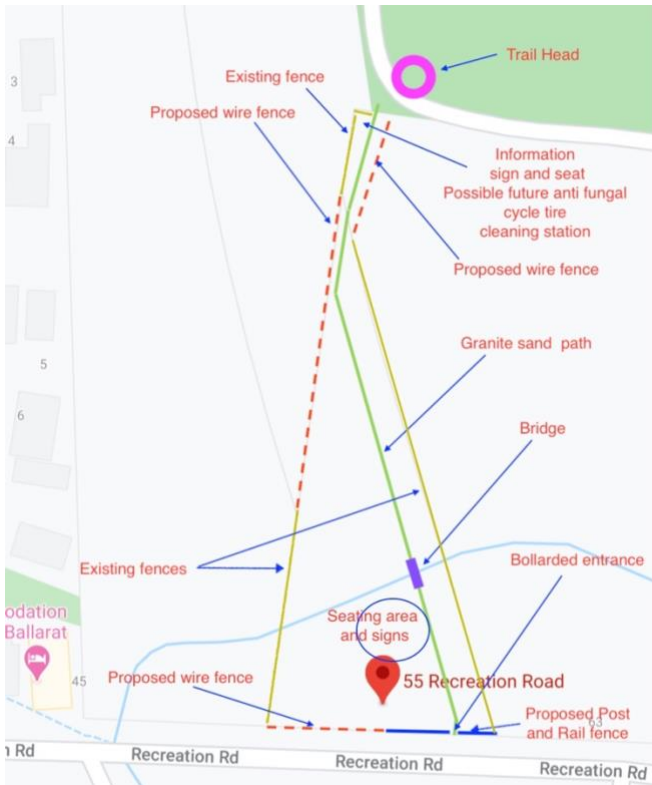 Trail Head
Existing fence
Proposed wire fence
3
4
Information
sign and seat
Possible future anti fungal
cycle tire
cleaning station
Proposed wire fence
Granite sand path
5
6
Bridge
Bollarded entrance
Existing fences
odation
Ballarat
Seating area
and signs
45
Proposed wire fence
55 Recreation Road
Proposed Post
and Rail fence
63
n Rd
Recreation Rd
Recreation Rd
Recreation Rd